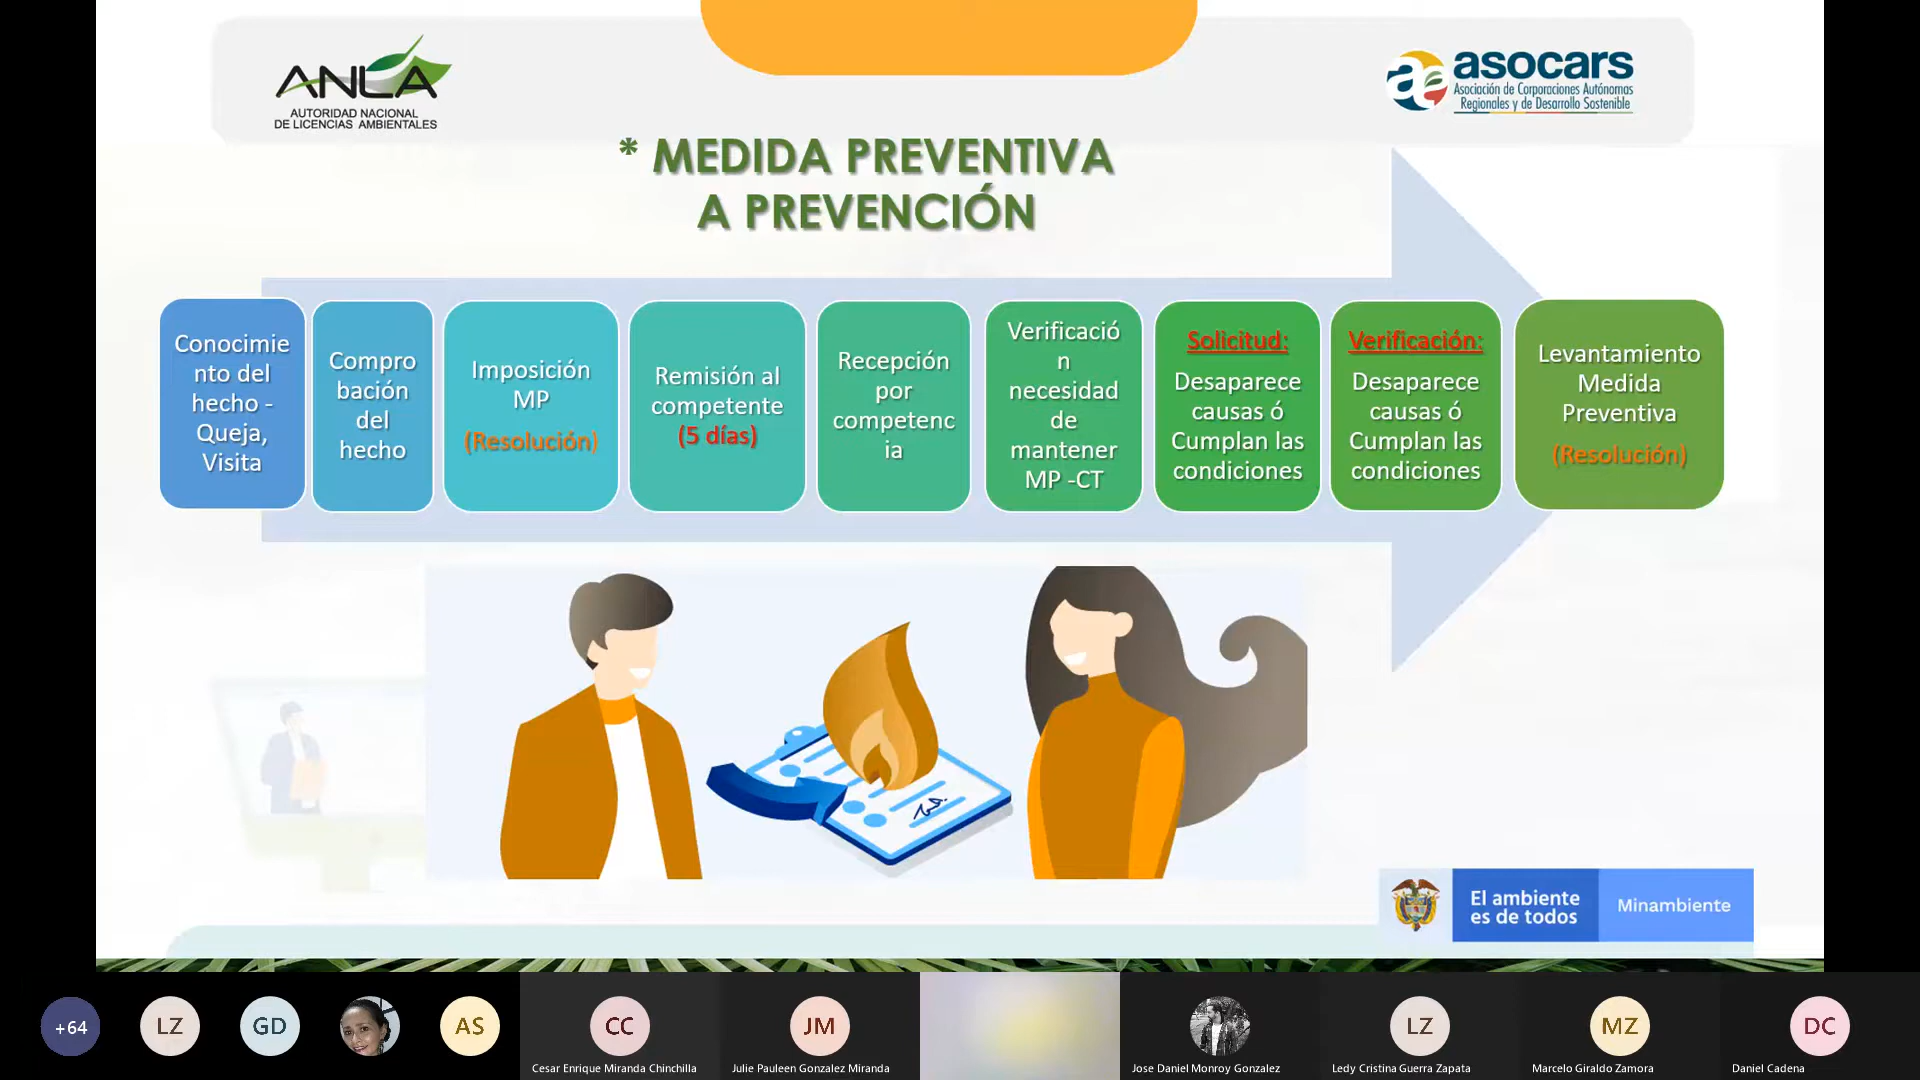 ANLA
AUTORIDAD NACIONAL
DE LICENCIAS AMBIENTALES
asocars
Asociación de Corporaciones Autónomas
Regionales y de Desarrollo Sostenible
* MEDIDA PREVENTIVA
A PREVENCIÓN
Conocimie
nto del
hecho -
Queja,
Visita
Compro
bación
del
hecho
Imposición
MP
(Resolución)
Remisión al
competente
(5 días)
Recepción
por
competenc
ia
Verificació
n
necesidad
de
mantener
MP -CT
Solicitud:
Desaparece
causas ó
Cumplan las
condiciones
Verificación:
Desaparece
causas ó
Cumplan las
condiciones
Levantamiento
Medida
Preventiva
(Resolución)
El ambiente
es de todos
Minambiente
+64
LZ
GD
AS
CC
Cesar Enrique Miranda Chinchilla
JM
Julie Pauleen Gonzalez Miranda
Jose Daniel Monroy Gonzalez
LZ
Ledy Cristina Guerra Zapata
MZ
Marcelo Giraldo Zamora
DC
Daniel Cadena